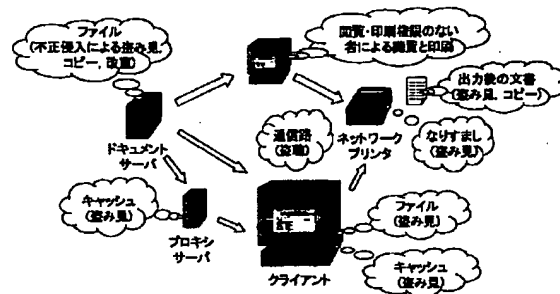 ファイル
(不正侵入による盗み見,
コピー, 改竄)
閲覧・印刷権限のない
者による閲覧と印刷
出力後の文書
(盗み見, コピー)
ドキュメント
サーバ
通信路
(盗聴)
ネットワーク
プリンタ
なりすまし
(盗み見)
キャッシュ
(盗み見)
プロキシ
サーバ
クライアント
ファイル
(盗み見)
キャッシュ
(盗み見)